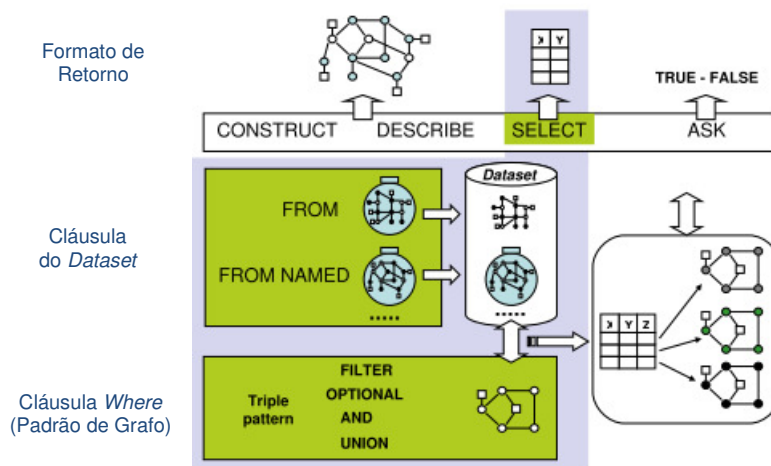 Formato de
Retorno
X Y
TRUE - FALSE
CONSTRUCT DESCRIBE SELECT ASK
Cláusula
do Dataset
FROM
FROM NAMED
.....
Dataset
.....
X Y Z
Cláusula Where
(Padrão de Grafo)
Triple
pattern
FILTER
OPTIONAL
AND
UNION